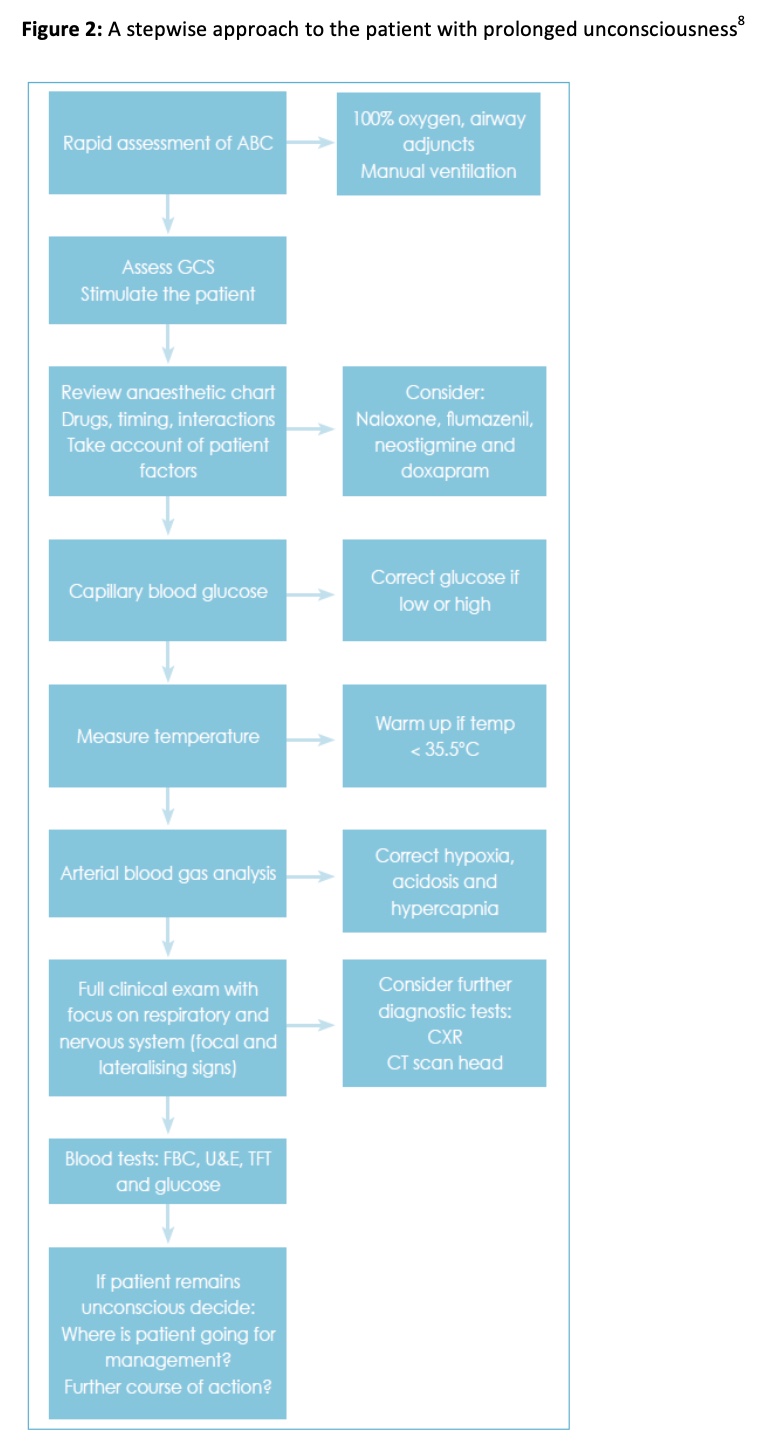 Figure 2: A stepwise approach to the patient with prolonged unconsciousness8
Rapid assessment of ABC
100% oxygen, airway
adjuncts
Manual ventilation
Assess GCS
Stimulate the patient
Review anaesthetic chart
Drugs, timing, interactions
Take account of patient
factors
Consider:
Naloxone, flumazenil,
neostigmine and
doxapram
Capillary blood glucose
Correct glucose if
low or high
Measure temperature
Warm up if temp
< 35.5°C
Arterial blood gas analysis
Correct hypoxia,
acidosis and
hypercapnia
Full clinical exam with
focus on respiratory and
nervous system (focal and
lateralising signs)
Consider further
diagnostic tests:
CXR
CT scan head
Blood tests: FBC, U&E, TFT
and glucose
If patient remains
unconscious decide:
Where is patient going for
management?
Further course of action?